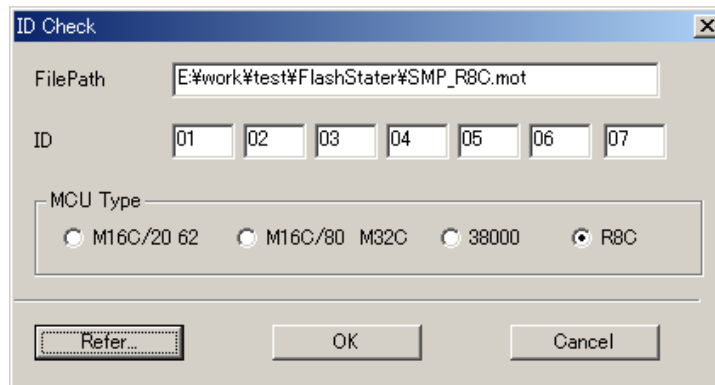 ID Check
FilePath E:¥work¥test¥FlashStater¥SMP_R8C.mot
ID 01 02 03 04 05 06 07
MCU Type
M16C/20 62 M16C/80 M32C 38000 R8C
Refer... OK Cancel